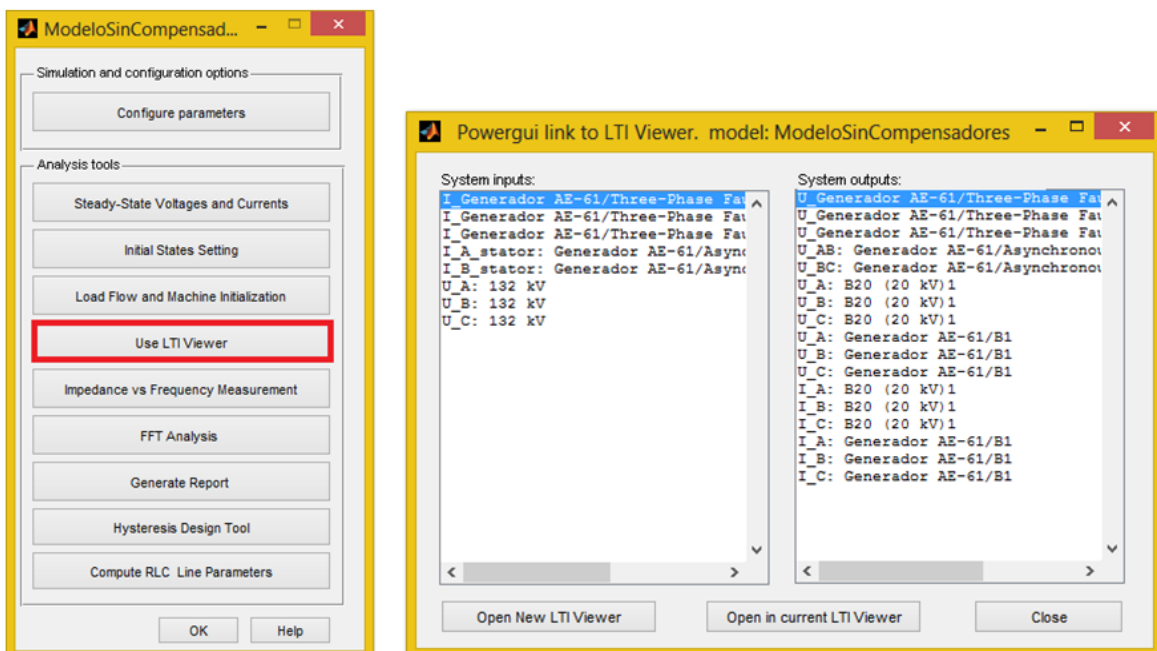 ModeloSinCompensad...
Simulation and configuration options
Configure parameters
Analysis tools
Steady-State Voltages and Currents
Initial States Setting
Load Flow and Machine Initialization
Use LTI Viewer
Impedance vs Frequency Measurement
FFT Analysis
Generate Report
Hysteresis Design Tool
Compute RLC Line Parameters
OK Help
Powergui link to LTI Viewer. model: ModeloSinCompensadores
System inputs:
I_Generador AE-61/Three-Phase Fau
I_Generador AE-61/Three-Phase Fau
I_Generador AE-61/Three-Phase Fau
I_A_stator: Generador AE-61/Async
I_B_stator: Generador AE-61/Async
U_A: 132 kV
U_B: 132 kV
U_C: 132 kV
System outputs:
U_Generador AE-61/Three-Phase Fau
U_Generador AE-61/Three-Phase Fau
U_Generador AE-61/Three-Phase Fau
U_AB: Generador AE-61/Asynchronou
U_BC: Generador AE-61/Asynchronou
U_A: B20 (20 kV)1
U_B: B20 (20 kV)1
U_C: B20 (20 kV)1
U_A: Generador AE-61/B1
U_B: Generador AE-61/B1
U_C: Generador AE-61/B1
I_A: B20 (20 kV)1
I_B: B20 (20 kV)1
I_C: B20 (20 kV)1
I_A: Generador AE-61/B1
I_B: Generador AE-61/B1
I_C: Generador AE-61/B1
Open New LTI Viewer Open in current LTI Viewer Close